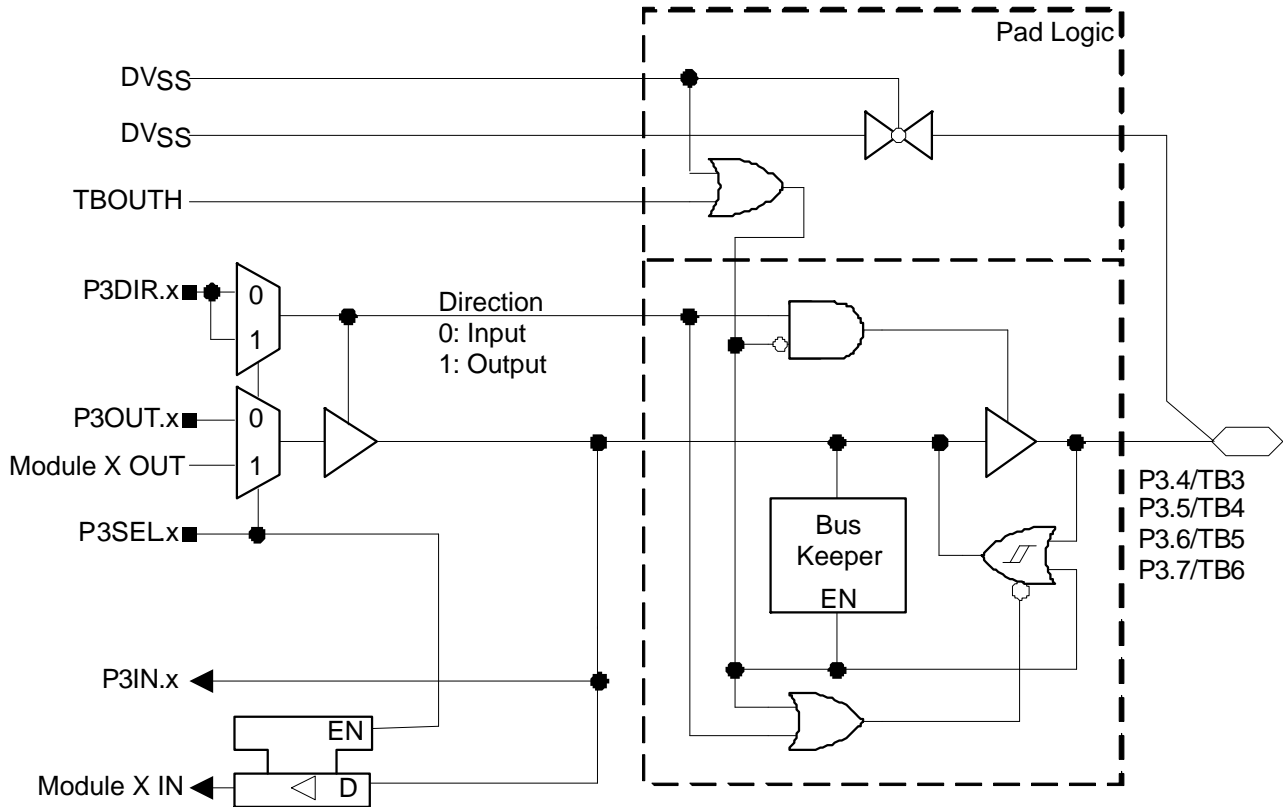 Pad Logic
DVSS
DVSS
TBOUTH
P3DIR.x
0
1
Direction
0: Input
1: Output
P3OUT.x
0
Module X OUT
1
P3SEL.x
P3.4/TB3
P3.5/TB4
P3.6/TB5
P3.7/TB6
Bus
Keeper
EN
P3IN.x
EN
Module X IN
D